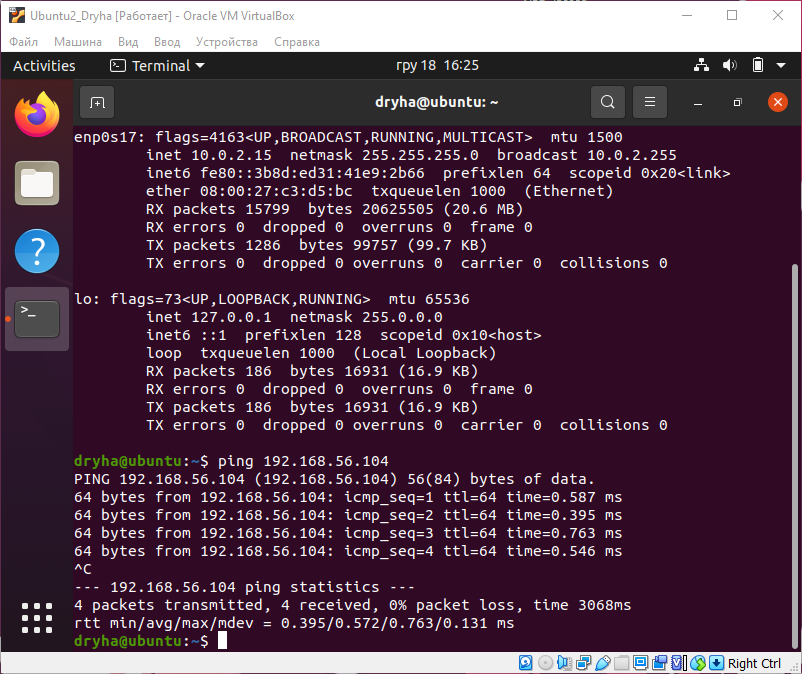 Ubuntu2_Dryha [Работает] - Oracle VM VirtualBox
Файл Машина Вид Ввод Устройства Справка
Activities Terminal гру 18 16:25
dryha@ubuntu: ~
enp0s17: flags=4163<UP,BROADCAST,RUNNING,MULTICAST>  mtu 1500
        inet 10.0.2.15  netmask 255.255.255.0  broadcast 10.0.2.255
        inet6 fe80::3b8d:ed31:41e9:2b66  prefixlen 64  scopeid 0x20<link>
        ether 08:00:27:c3:d5:bc  txqueuelen 1000  (Ethernet)
        RX packets 15799  bytes 20625505 (20.6 MB)
        RX errors 0  dropped 0  overruns 0  frame 0
        TX packets 1286  bytes 99757 (99.7 KB)
        TX errors 0  dropped 0 overruns 0  carrier 0  collisions 0
lo: flags=73<UP,LOOPBACK,RUNNING>  mtu 65536
        inet 127.0.0.1  netmask 255.0.0.0
        inet6 ::1  prefixlen 128  scopeid 0x10<host>
        loop  txqueuelen 1000  (Local Loopback)
        RX packets 186  bytes 16931 (16.9 KB)
        RX errors 0  dropped 0  overruns 0  frame 0
        TX packets 186  bytes 16931 (16.9 KB)
        TX errors 0  dropped 0 overruns 0  carrier 0  collisions 0
dryha@ubuntu:~$ ping 192.168.56.104
PING 192.168.56.104 (192.168.56.104) 56(84) bytes of data.
64 bytes from 192.168.56.104: icmp_seq=1 ttl=64 time=0.587 ms
64 bytes from 192.168.56.104: icmp_seq=2 ttl=64 time=0.395 ms
64 bytes from 192.168.56.104: icmp_seq=3 ttl=64 time=0.763 ms
64 bytes from 192.168.56.104: icmp_seq=4 ttl=64 time=0.546 ms
^C
--- 192.168.56.104 ping statistics ---
4 packets transmitted, 4 received, 0% packet loss, time 3068ms
rtt min/avg/max/mdev = 0.395/0.572/0.763/0.131 ms
dryha@ubuntu:~$
Right Ctrl